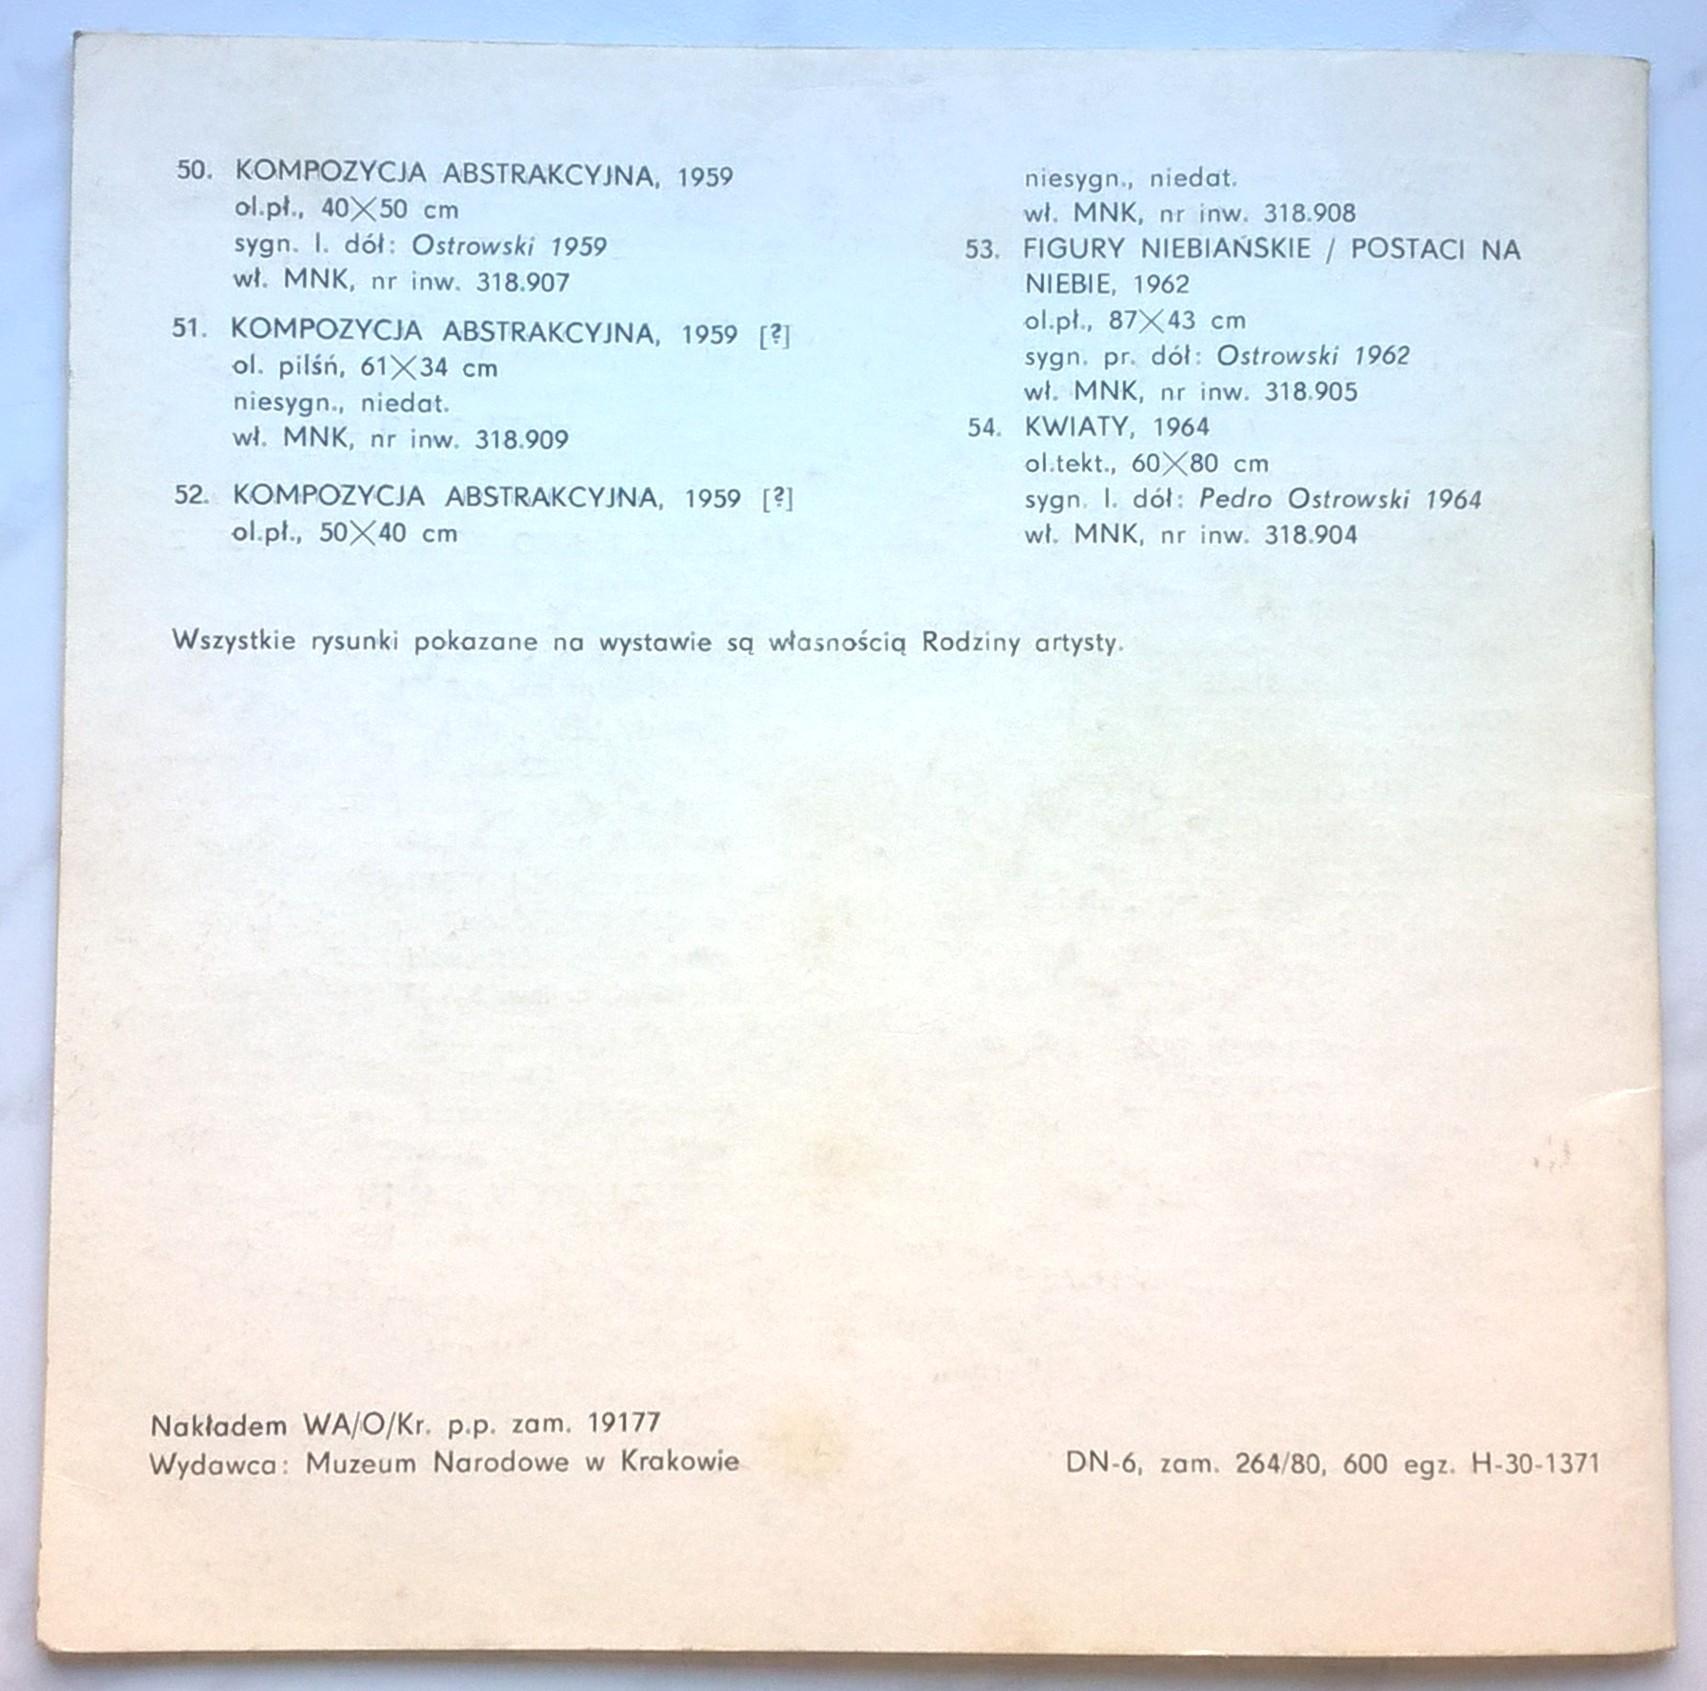 50. KOMPOZYCJA ABSTRAKCYJNA, 1959
ol.pł., 40×50 cm
sygn. l. dół: Ostrowski 1959
wł. MNK, nr inw. 318.907
51. KOMPOZYCJA ABSTRAKCYJNA, 1959 [?]
ol. pilśń, 61×34 cm
niesygn., niedat.
wł. MNK, nr inw. 318.909
52. KOMPOZYCJA ABSTRAKCYJNA, 1959 [?]
ol.pł., 50×40 cm
niesygn., niedat.
wł. MNK, nr inw. 318.908
53. FIGURY NIEBIAŃSKIE / POSTACI NA
NIEBIE, 1962
ol.pł., 87×43 cm
sygn. pr. dół: Ostrowski 1962
wł. MNK, nr inw. 318.905
54. KWIATY, 1964
ol.tekt., 60×80 cm
sygn. l. dół: Pedro Ostrowski 1964
wł. MNK, nr inw. 318.904
Wszystkie rysunki pokazane na wystawie są własnością Rodziny artysty.
Nakładem WA/O/Kr. p.p. zam. 19177
Wydawca: Muzeum Narodowe w Krakowie
DN-6, zam. 264/80, 600 egz. H-30-1371